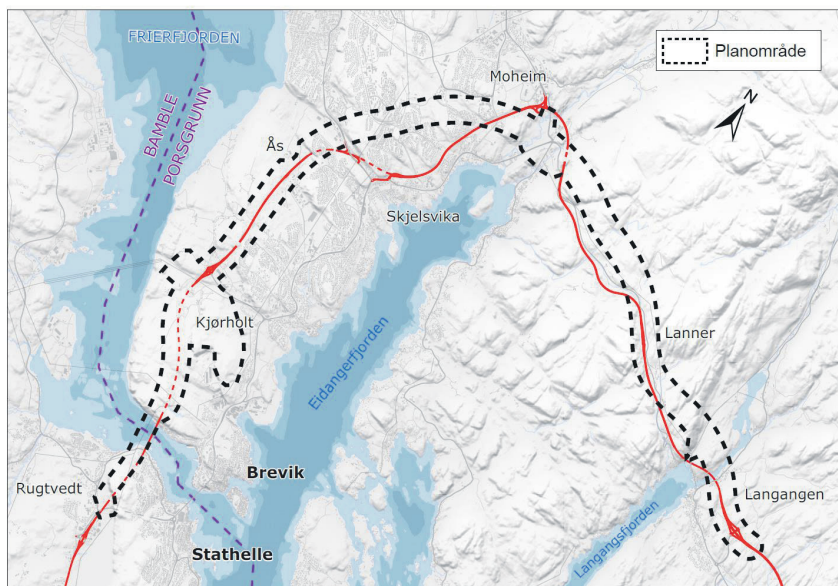 FRIERFJORDEN
Planområde
Moheim
N
BAMBLE
PORSGRUNN
Ås
Skjelsvika
Kjørholt
Eidangerfjorden
Lanner
Brevik
Rugtvedt
Langangen
Langangsfjorden
Stathelle